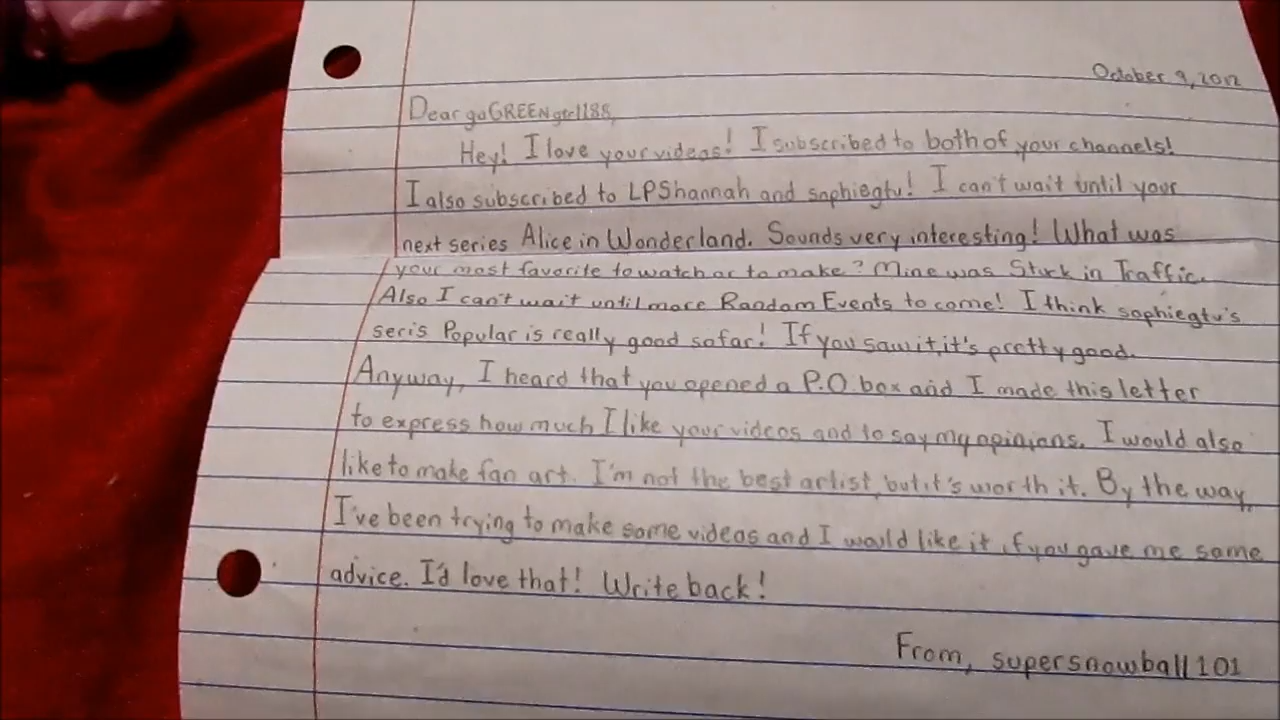 October 9, 2012
Dear goGREENgrl1188,
Hey! I love your videos! I subscribed to both of your channels!
I also subscribed to LPShannah and sophiegtv! I can't wait until your
next series Alice in Wonderland. Sounds very interesting! What was
your most favorite to watch or to make? Mine was Stuck in Traffic.
Also I can't wait until more Random Events to come! I think sophiegtv's
seris Popular is really good so far! If you saw it, it's pretty good.
Anyway, I heard that you opened a P.O. box and I made this letter
to express how much I like your videos and to say my opinions. I would also
like to make fan art. I'm not the best artist, but it's worth it. By the way,
I've been trying to make some videos and I would like it if you gave me some
advice. I'd love that! Write back!
From, supersnowball101